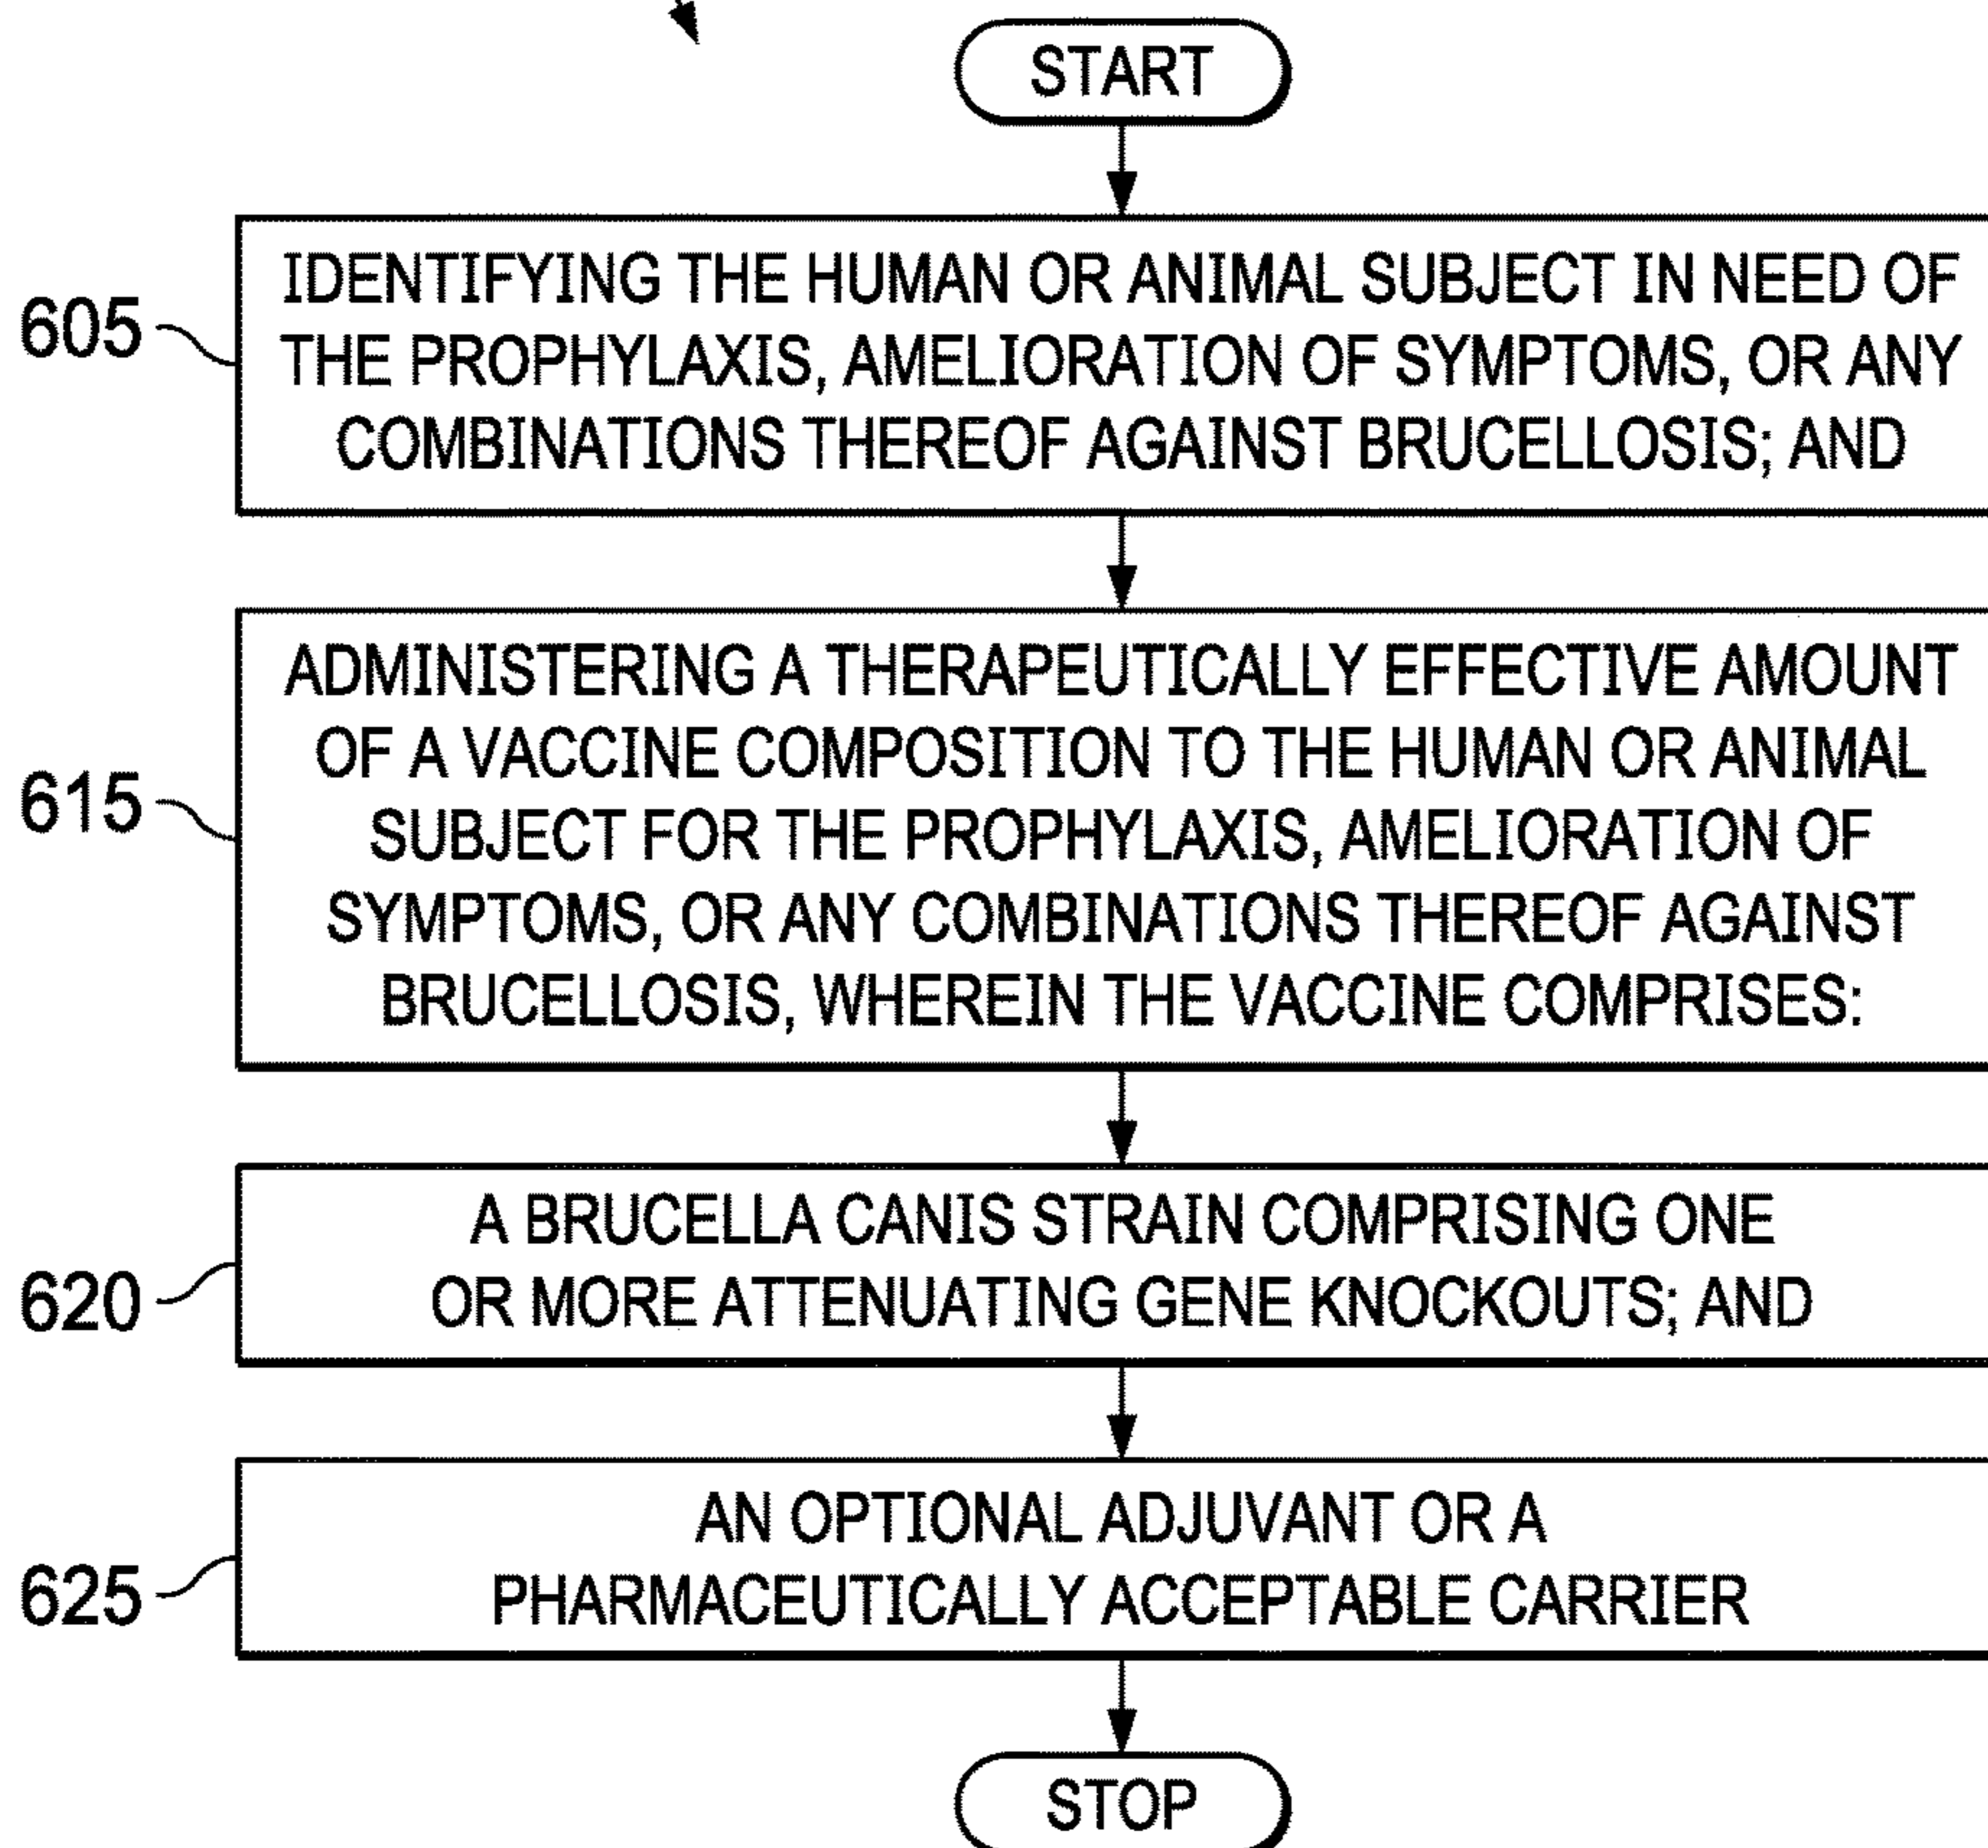 START
605
IDENTIFYING THE HUMAN OR ANIMAL SUBJECT IN NEED OF
THE PROPHYLAXIS, AMELIORATION OF SYMPTOMS, OR ANY
COMBINATIONS THEREOF AGAINST BRUCELLOSIS; AND
615
ADMINISTERING A THERAPEUTICALLY EFFECTIVE AMOUNT
OF A VACCINE COMPOSITION TO THE HUMAN OR ANIMAL
SUBJECT FOR THE PROPHYLAXIS, AMELIORATION OF
SYMPTOMS, OR ANY COMBINATIONS THEREOF AGAINST
BRUCELLOSIS, WHEREIN THE VACCINE COMPRISES:
620
A BRUCELLA CANIS STRAIN COMPRISING ONE
OR MORE ATTENUATING GENE KNOCKOUTS; AND
625
AN OPTIONAL ADJUVANT OR A
PHARMACEUTICALLY ACCEPTABLE CARRIER
STOP